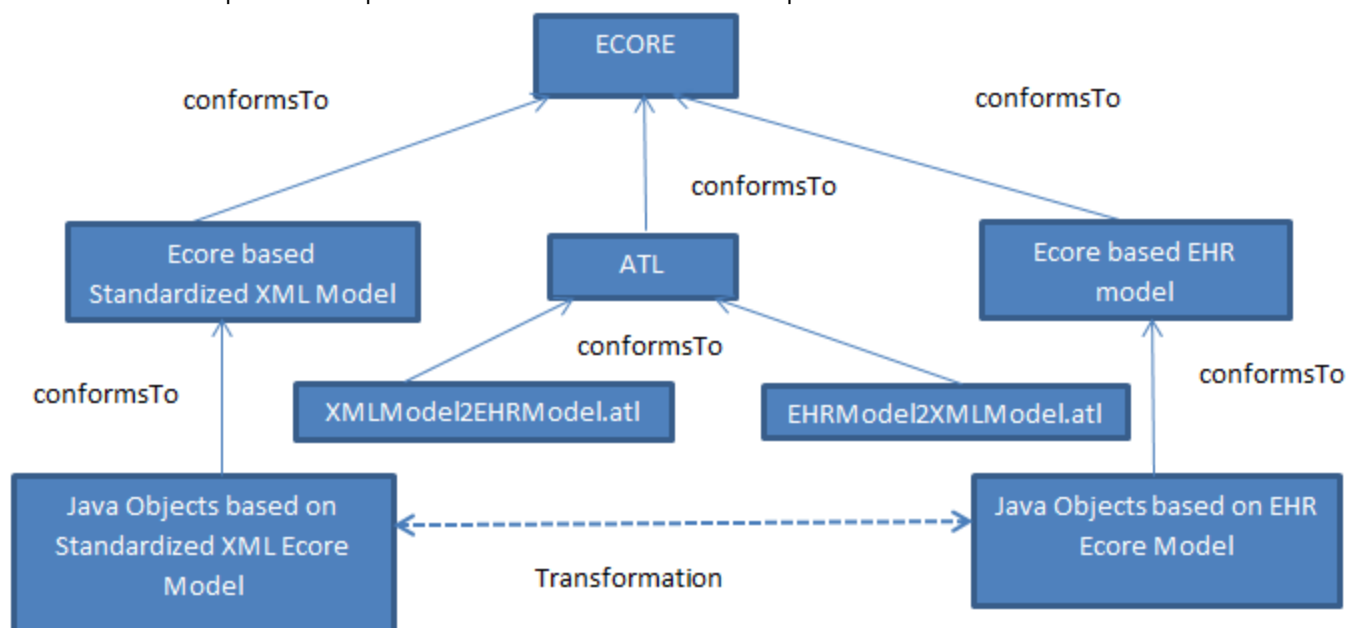 ECORE
conformsTo
conformsTo
conformsTo
Ecore based
Standardized XML Model
ATL
Ecore based EHR
model
conformsTo
conformsTo
conformsTo
XMLModel2EHRModel.atl
EHRModel2XMLModel.atl
Java Objects based on
Standardized XML Ecore
Model
Java Objects based on EHR
Ecore Model
Transformation